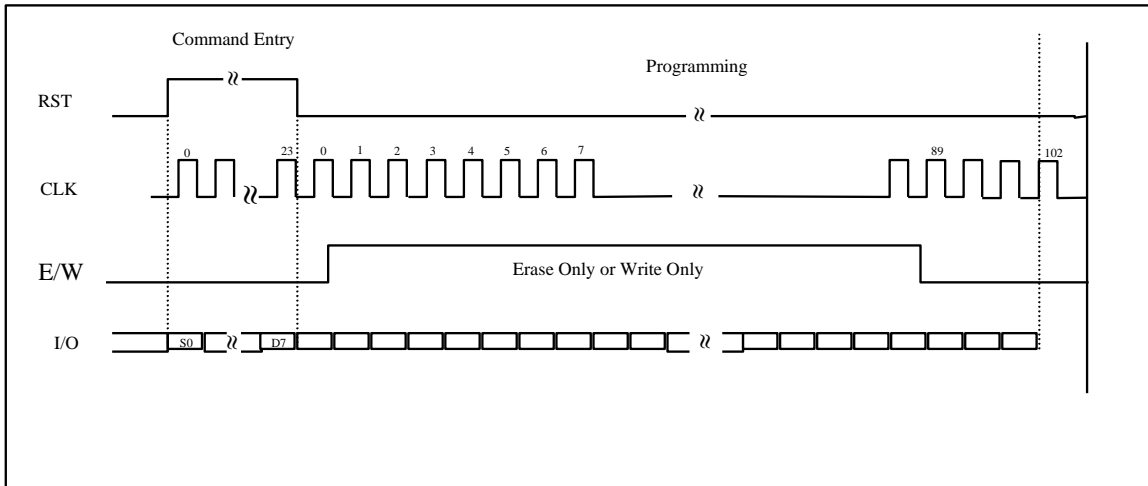 Command Entry
Programming
RST
0 23 0 1 2 3 4 5 6 7 89 102
CLK
E/W
Erase Only or Write Only
I/O
S0 D7